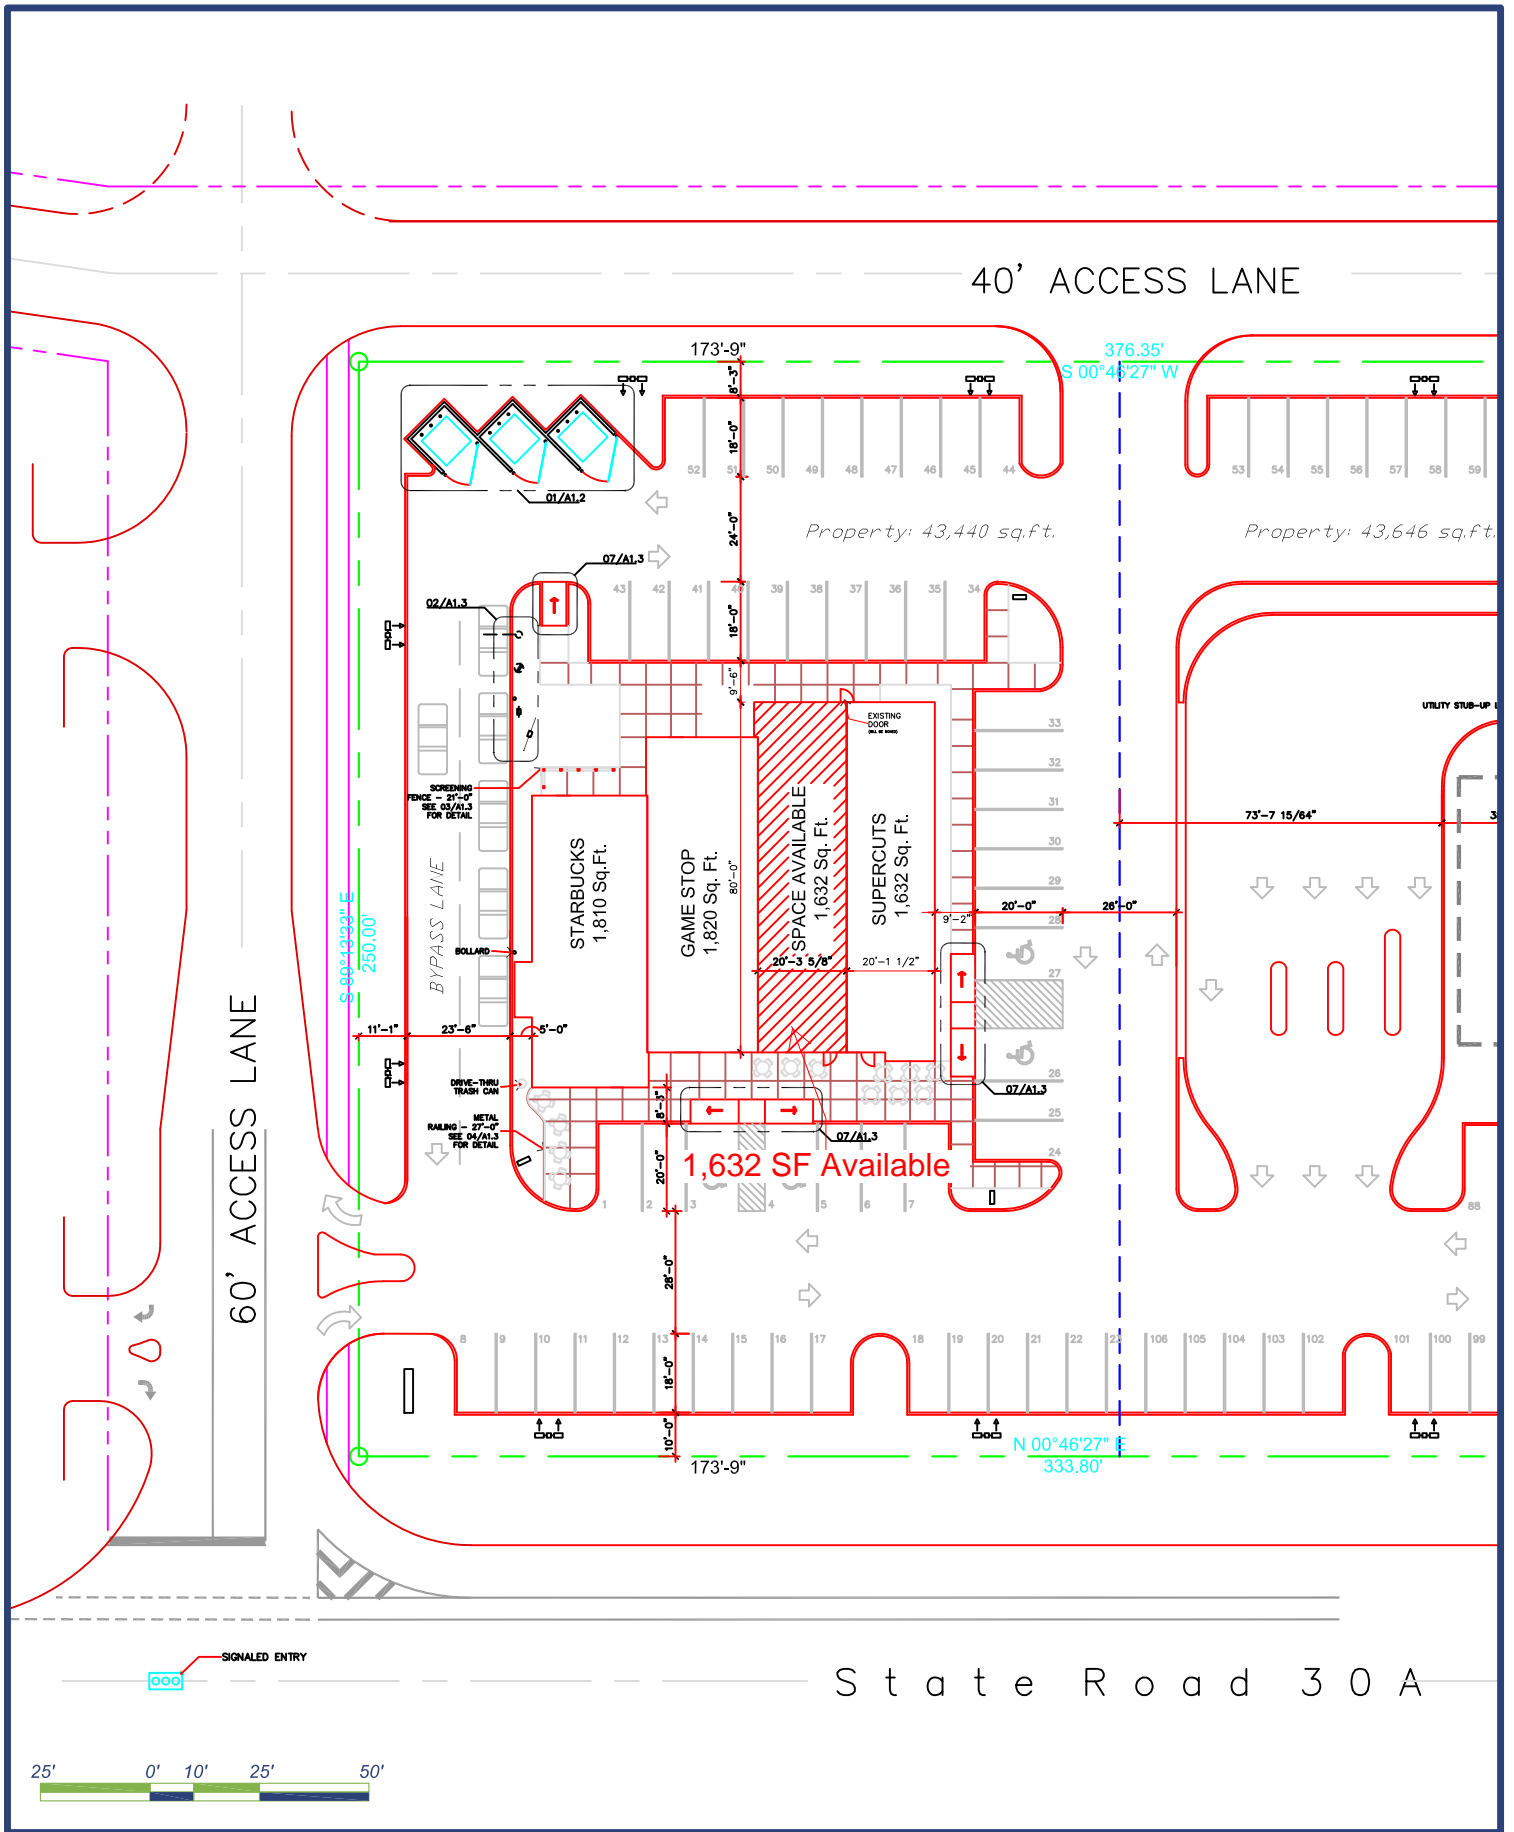 40' ACCESS LANE
173'-9"
376.35'
S 00°46'27" W
8'-3"
18'-0"
52
51
50
49
48
47
46
45
44
53
54
55
56
57
58
59
01/A1.2
24'-0"
Property: 43,440 sq.ft.
Property: 43,646 sq.ft.
07/A1.3
02/A1.3
43
42
41
40
39
38
37
36
35
34
18'-0"
9'-6"
EXISTING
DOOR
UTILITY STUB-UP L
33
32
31
30
29
28
27
26
25
24
SCREENING
FENCE - 21'-0"
SEE 03/A1.3
FOR DETAIL
73'-7 15/64"
3
BYPASS LANE
STARBUCKS
1,810 Sq.Ft.
GAME STOP
1,820 Sq. Ft.
80'-0"
SPACE AVAILABLE
1,632 Sq. Ft.
SUPERCUTS
1,632 Sq. Ft.
S 89°13'33" E
250.00'
9'-2"
20'-0"
26'-0"
BOLLARD
20'-3 5/8"
20'-1 1/2"
11'-1"
23'-6"
5'-0"
60' ACCESS LANE
DRIVE-THRU
TRASH CAN
METAL
RAILING - 27'-0"
SEE 04/A1.3
FOR DETAIL
8'-3"
07/A1.3
07/A1.3
1,632 SF Available
20'-0"
1
2
3
4
5
6
7
88
28'-0"
8
9
10
11
12
13
14
15
16
17
18
19
20
21
22
23
106
105
104
103
102
101
100
99
18'-0"
10'-0"
173'-9"
N 00°46'27" E
333.80'
SIGNALED ENTRY
State Road 30A
25'
0'
10'
25'
50'